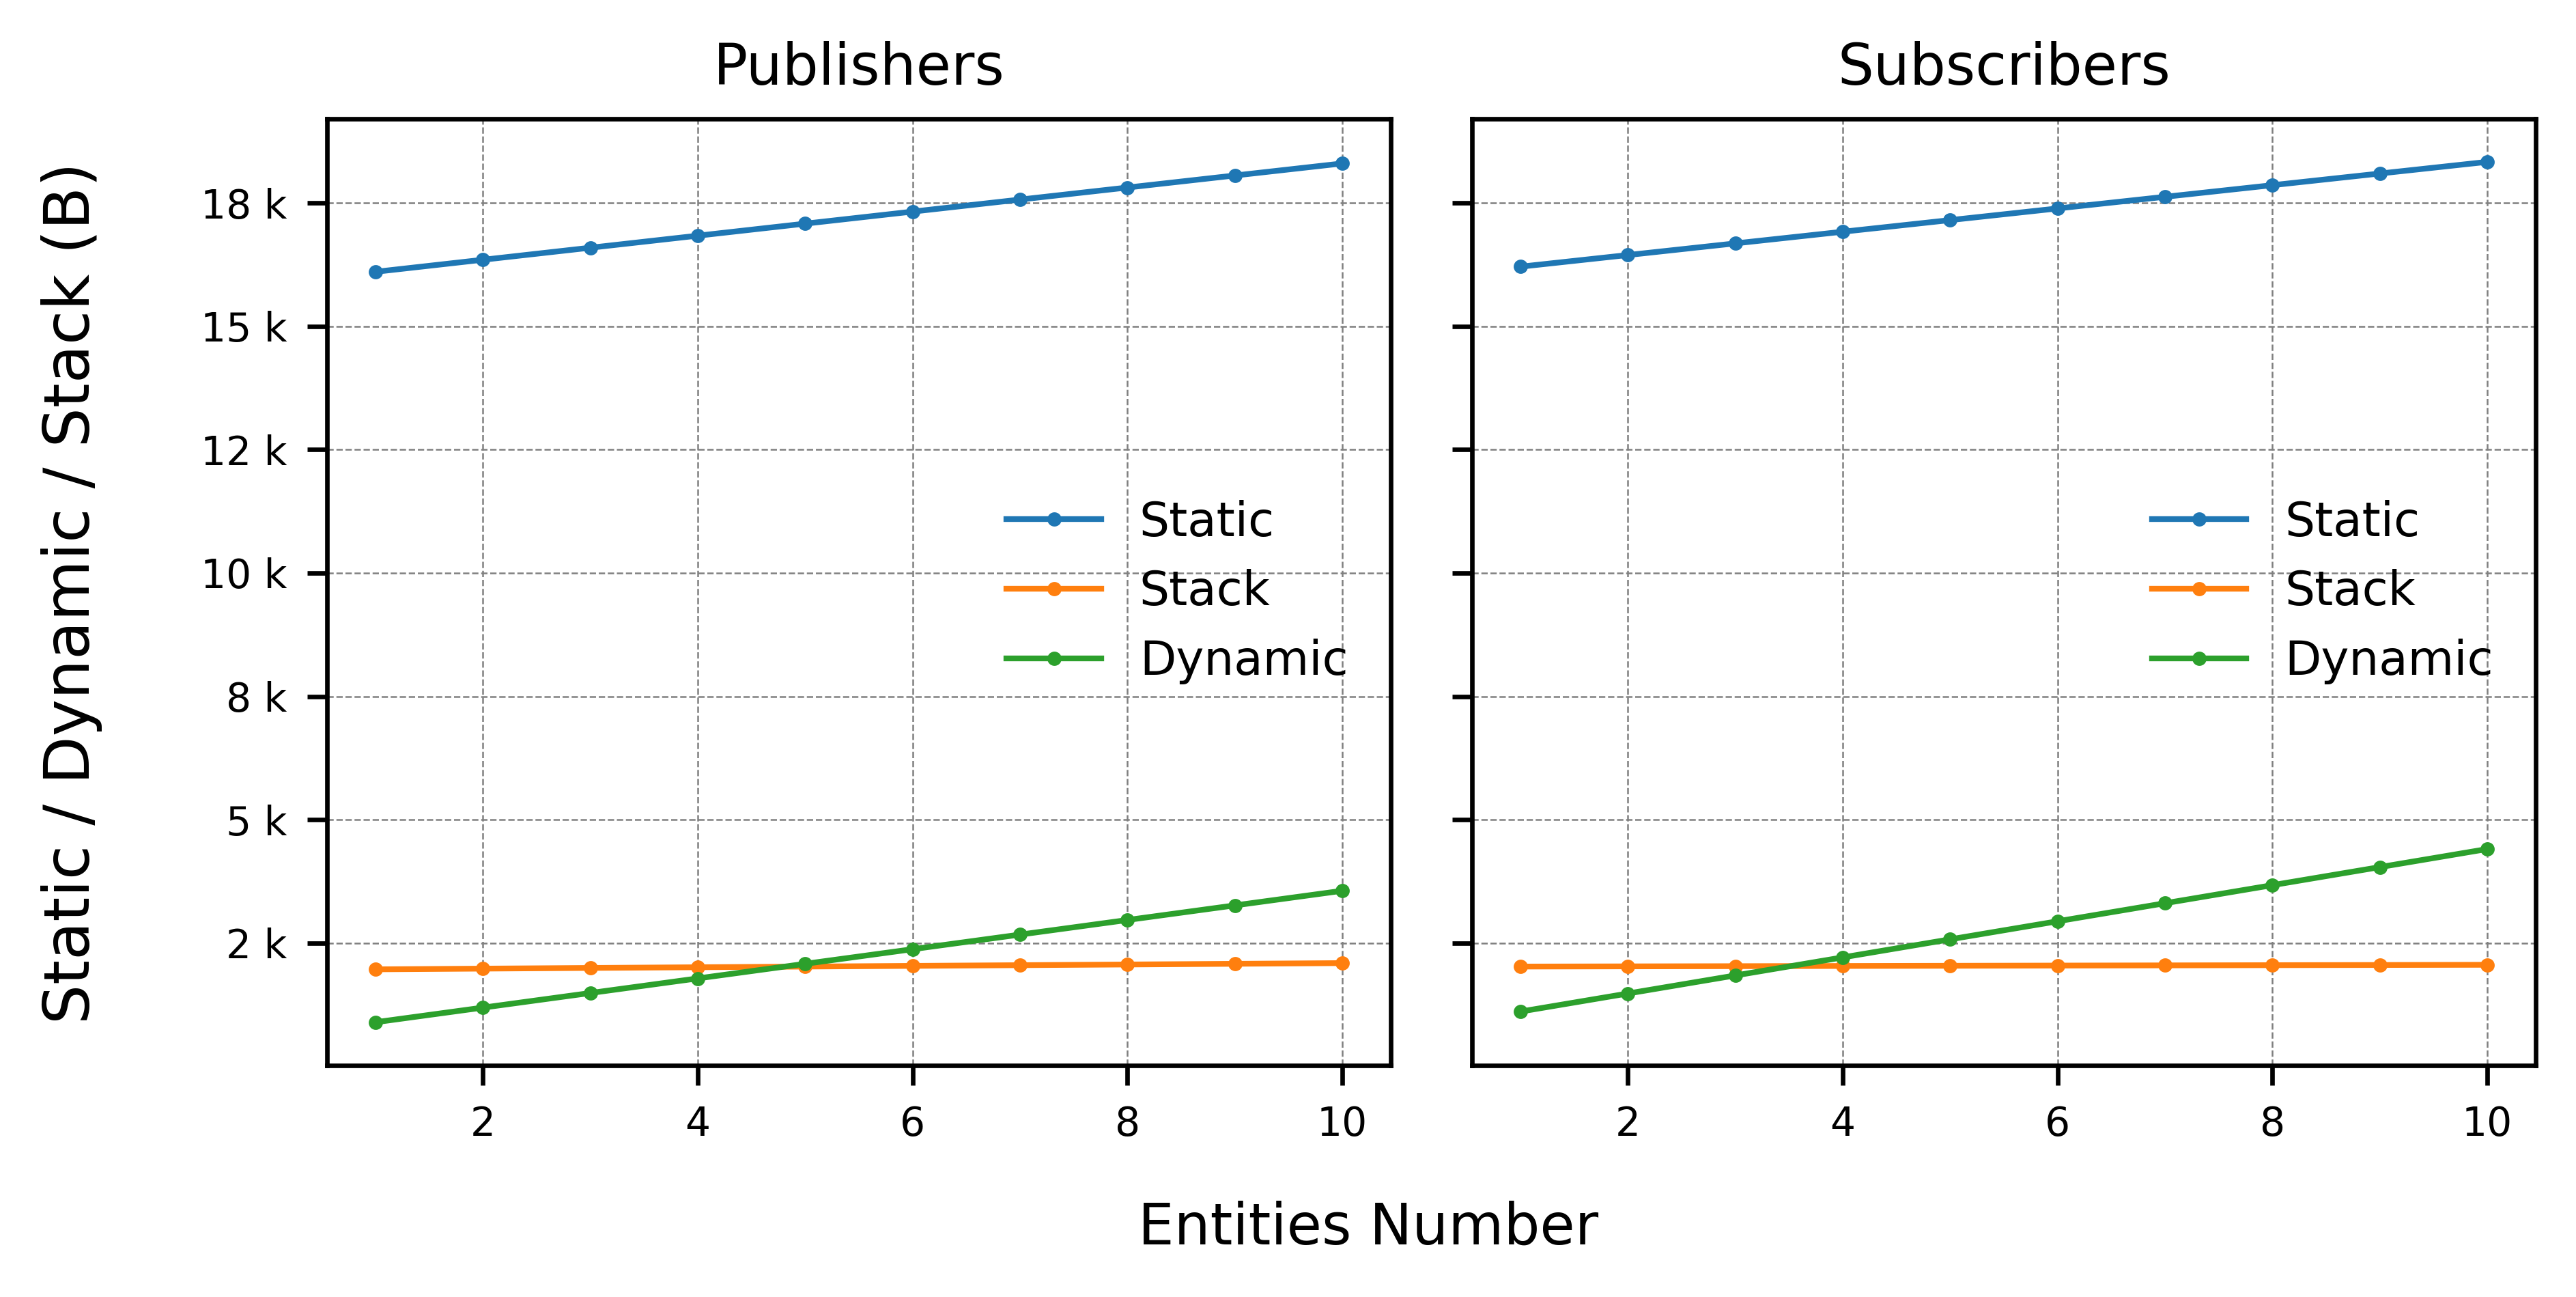 Publishers
Subscribers
Static / Dynamic / Stack (B)
18 k
15 k
12 k
10 k
8 k
5 k
2 k
Static
Stack
Dynamic
Static
Stack
Dynamic
2 4 6 8 10
2 4 6 8 10
Entities Number